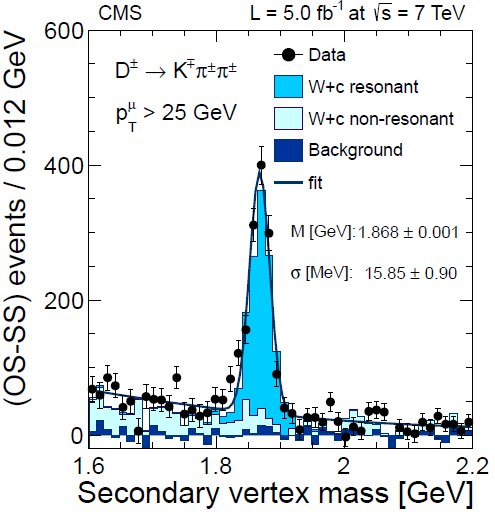 CMS L = 5.0 fb⁻¹ at √s = 7 TeV
(OS-SS) events / 0.012 GeV
600
400
200
0
D± → K∓π±π±
p_T^μ > 25 GeV
Data
W+c resonant
W+c non-resonant
Background
fit
M [GeV]: 1.868 ± 0.001
σ [MeV]: 15.85 ± 0.90
1.6 1.8 2 2.2
Secondary vertex mass [GeV]